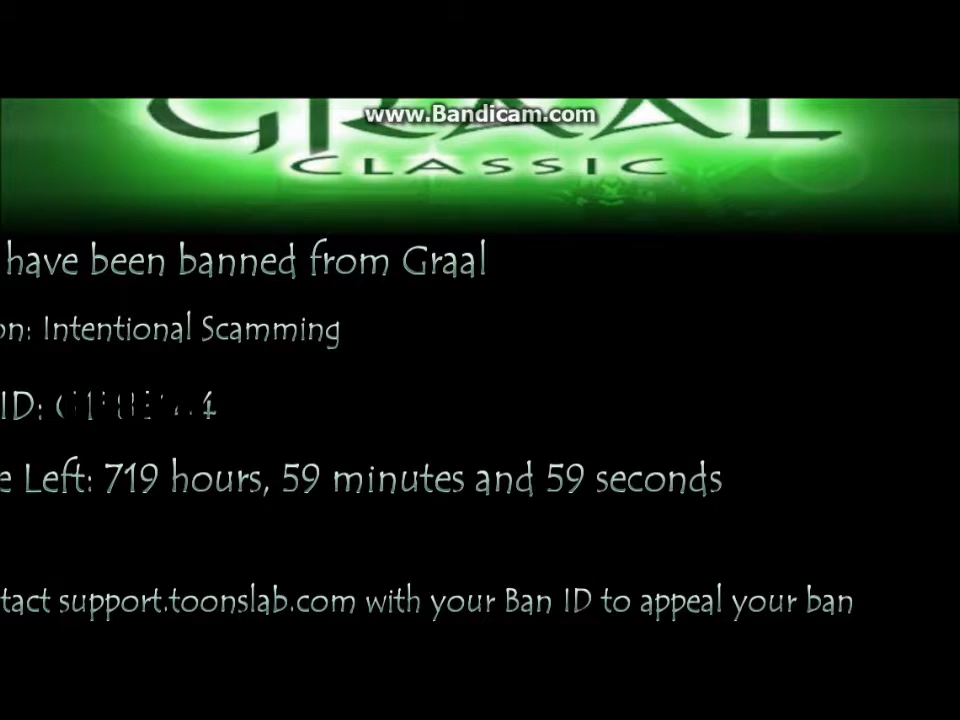 GRAAL
www.Bandicam.com
CLASSIC
have been banned from Graal
on: Intentional Scamming
ID:
e Left: 719 hours, 59 minutes and 59 seconds
tact support.toonslab.com with your Ban ID to appeal your ban